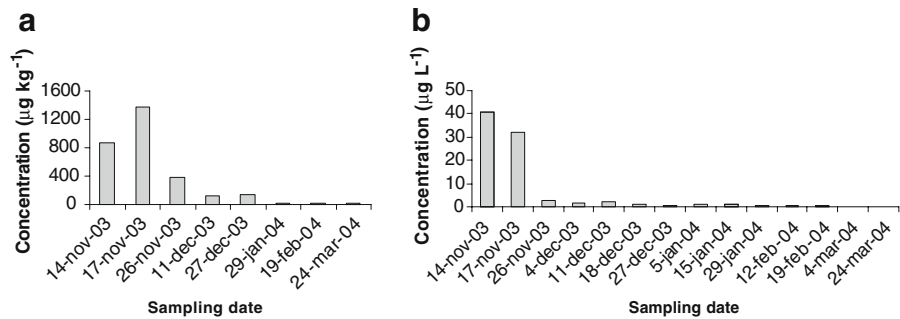 a
Concentration (µg kg⁻¹)
1600
1200
800
400
0
14-nov-03
17-nov-03
26-nov-03
11-dec-03
27-dec-03
29-jan-04
19-feb-04
24-mar-04
Sampling date
b
Concentration (µg L⁻¹)
50
40
30
20
10
0
14-nov-03
17-nov-03
26-nov-03
4-dec-03
11-dec-03
18-dec-03
27-dec-03
5-jan-04
15-jan-04
29-jan-04
12-feb-04
19-feb-04
4-mar-04
24-mar-04
Sampling date